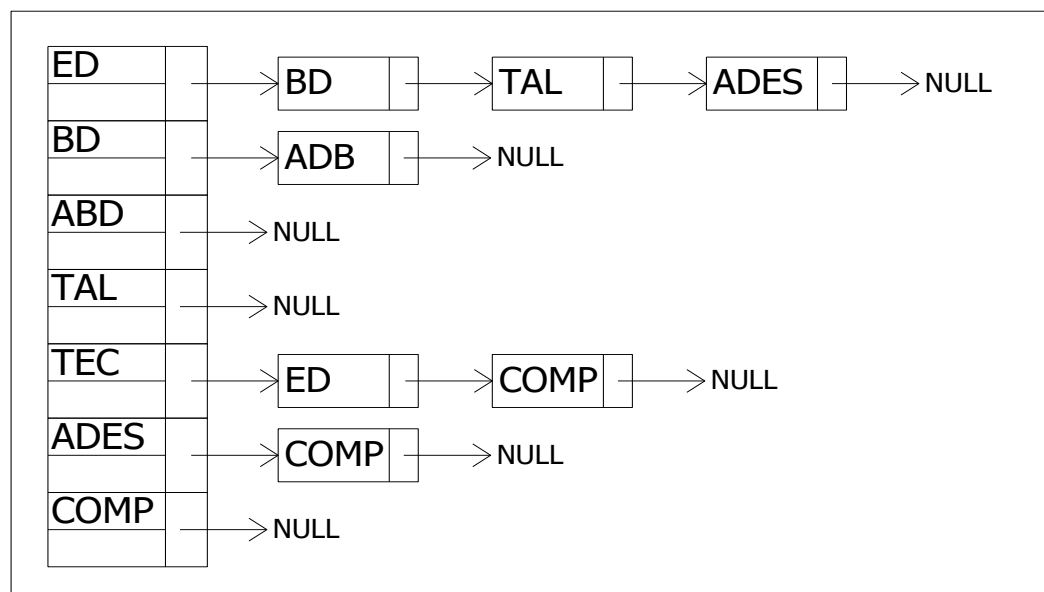 ED BD TAL ADES NULL
BD ADB NULL
ABD NULL
TAL NULL
TEC ED COMP NULL
ADES COMP NULL
COMP NULL